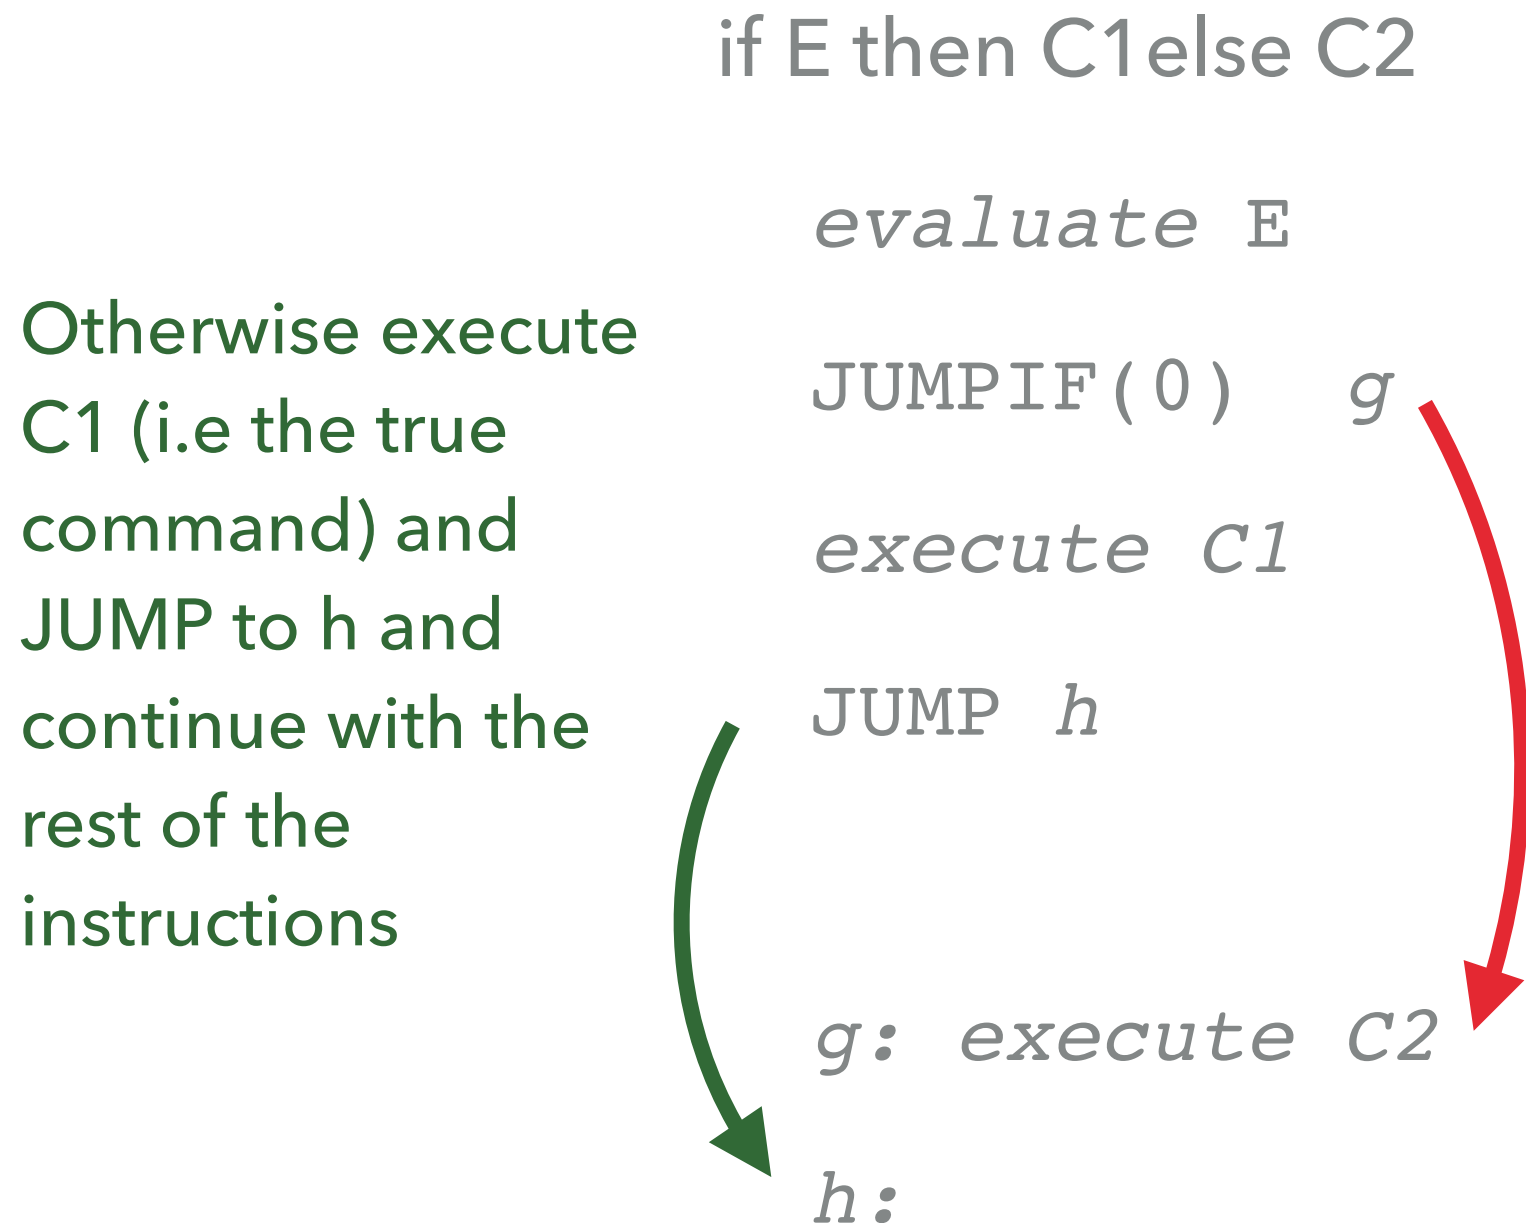 if E then C1else C2
evaluate E
Otherwise execute
C1 (i.e the true
command) and
JUMP to h and
continue with the
rest of the
instructions
JUMPIF(0) g
execute C1
JUMP h
g: execute C2
h: